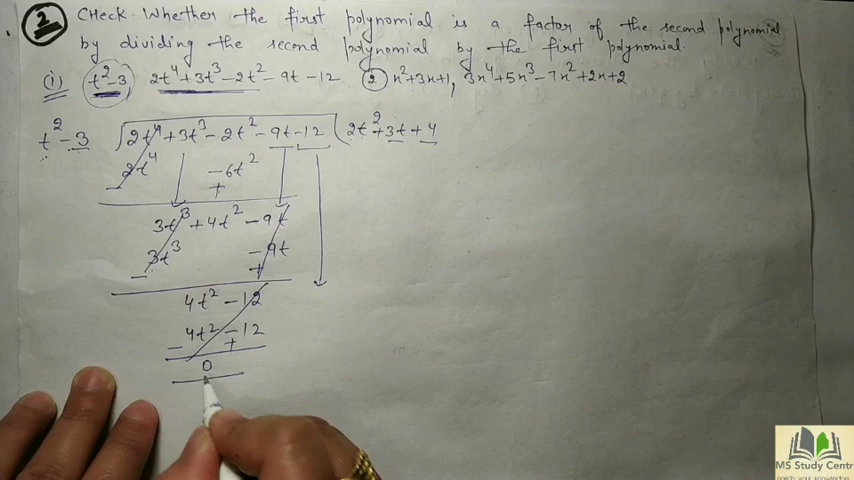 2 Check Whether the first polynomial is a factor of the second polynomial
by dividing the second polynomial by the first polynomial.
(i) t²-3, 2t⁴+3t³-2t²-9t-12 2 x²+3x+1, 3x⁴+5x³-7x²+2x+2
t²-3 2t⁴+3t³-2t²-9t-12 2t²+3t+4
2t⁴ -6t²
- +
3t³+4t²-9t
3t³ -9t
- +
4t²-12
4t²-12
- +
0
MS Study Centr